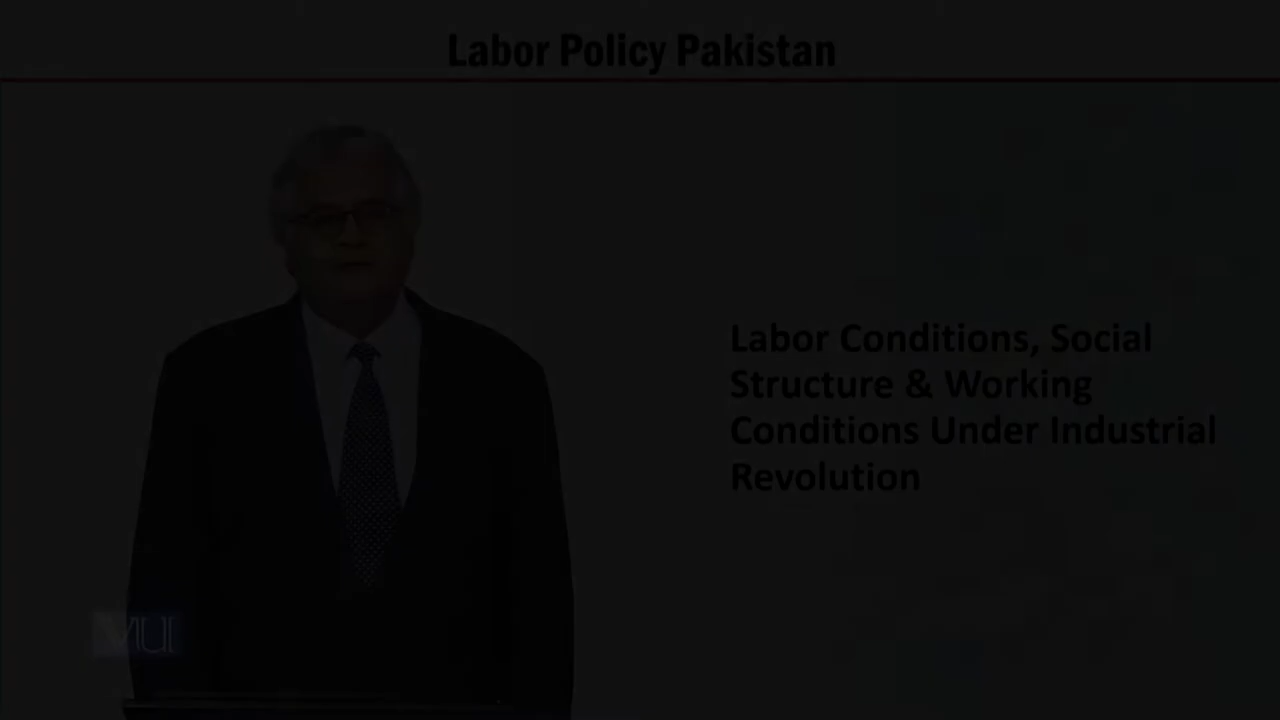 Labor Policy Pakistan
Labor Conditions, Social
Structure & Working
Conditions Under Industrial
Revolution